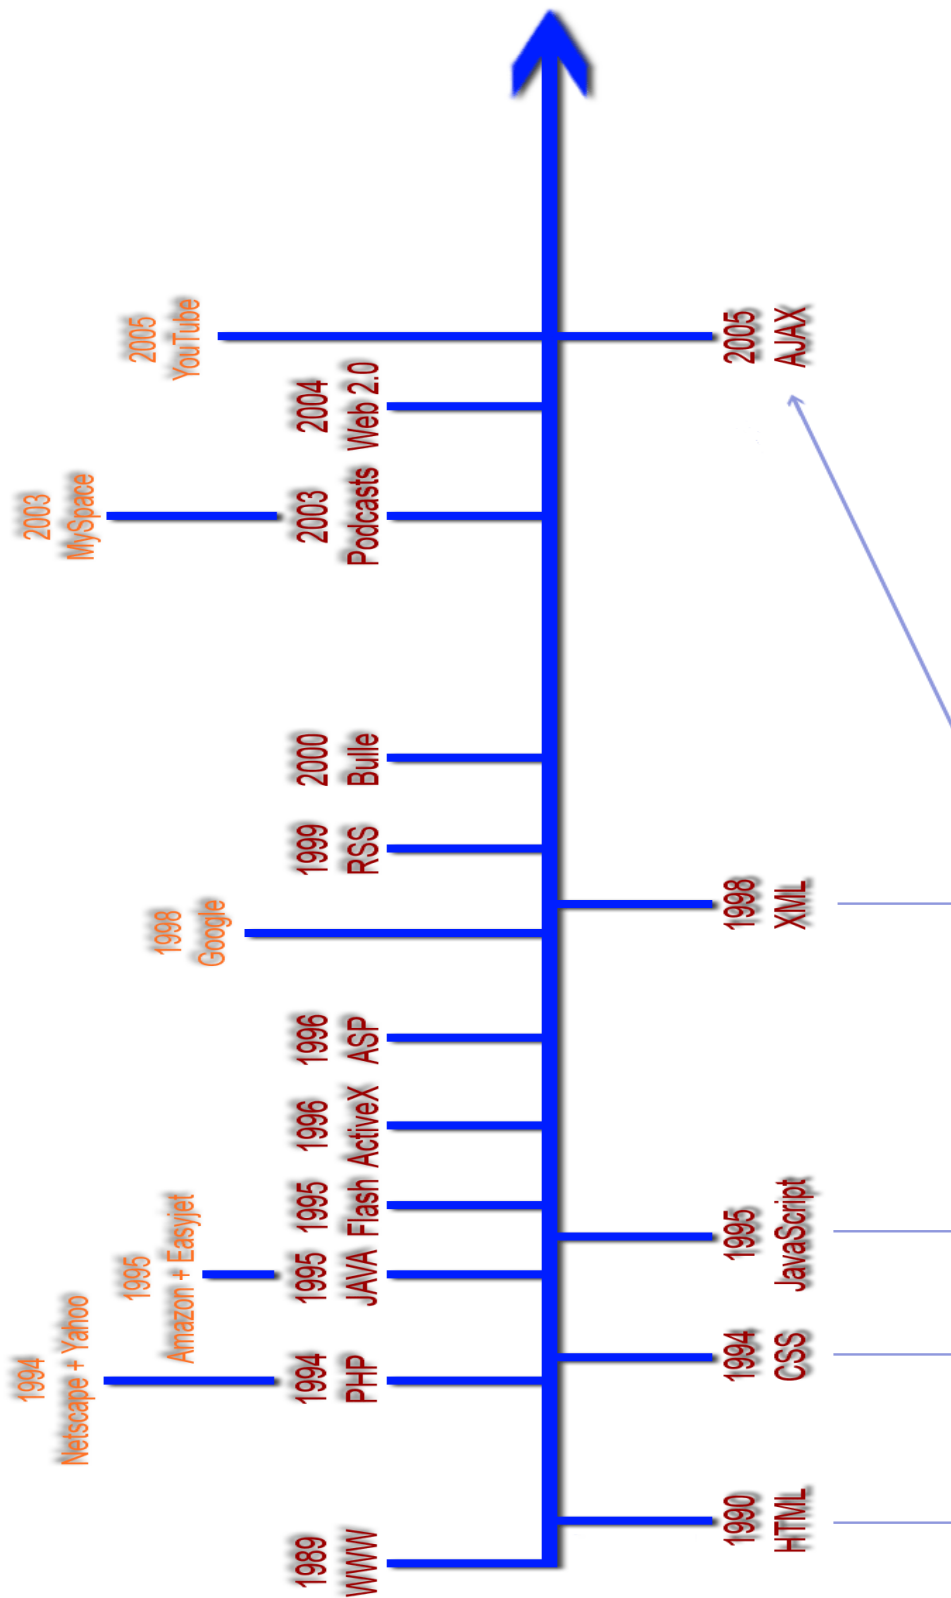 1994
Netscape + Yahoo
1995
Amazon + Easyjet
1998
Google
2003
MySpace
2005
YouTube
1989
WWW
1994
PHP
1995
JAVA
1995
Flash
1996
ActiveX
1996
ASP
1999
RSS
2000
Bulle
2003
Podcasts
2004
Web 2.0
1990
HTML
1994
CSS
1995
JavaScript
1998
XML
2005
AJAX